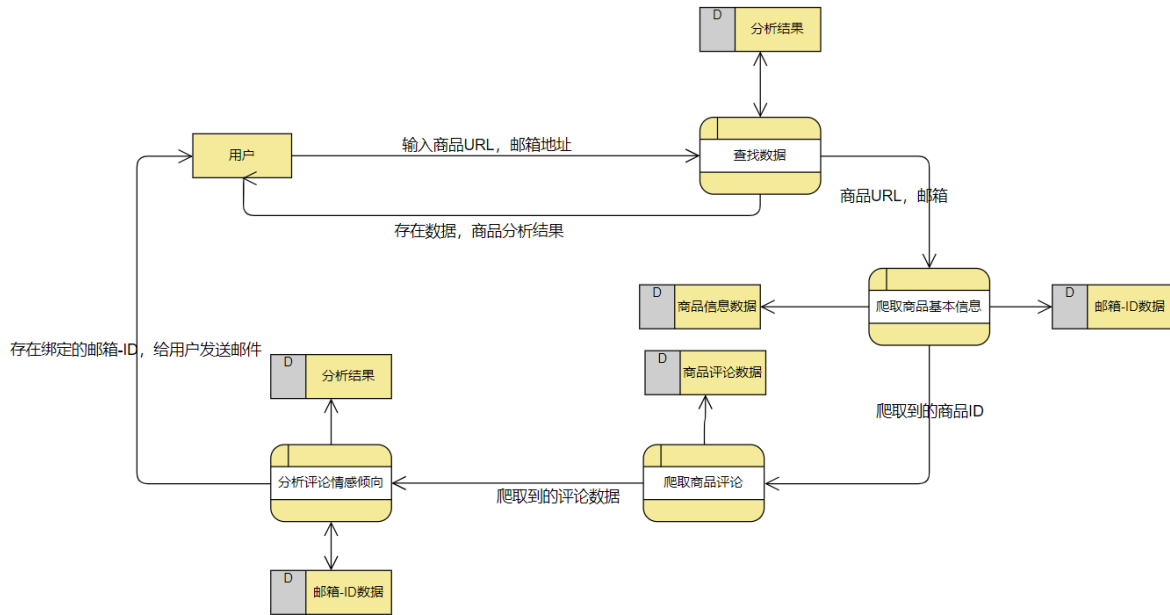 D
分析结果
用户
输入商品URL，邮箱地址
查找数据
商品URL，邮箱
存在数据，商品分析结果
D
商品信息数据
爬取商品基本信息
D
邮箱-ID数据
存在绑定的邮箱-ID，给用户发送邮件
D
分析结果
D
商品评论数据
爬取到的商品ID
分析评论情感倾向
爬取到的评论数据
爬取商品评论
D
邮箱-ID数据